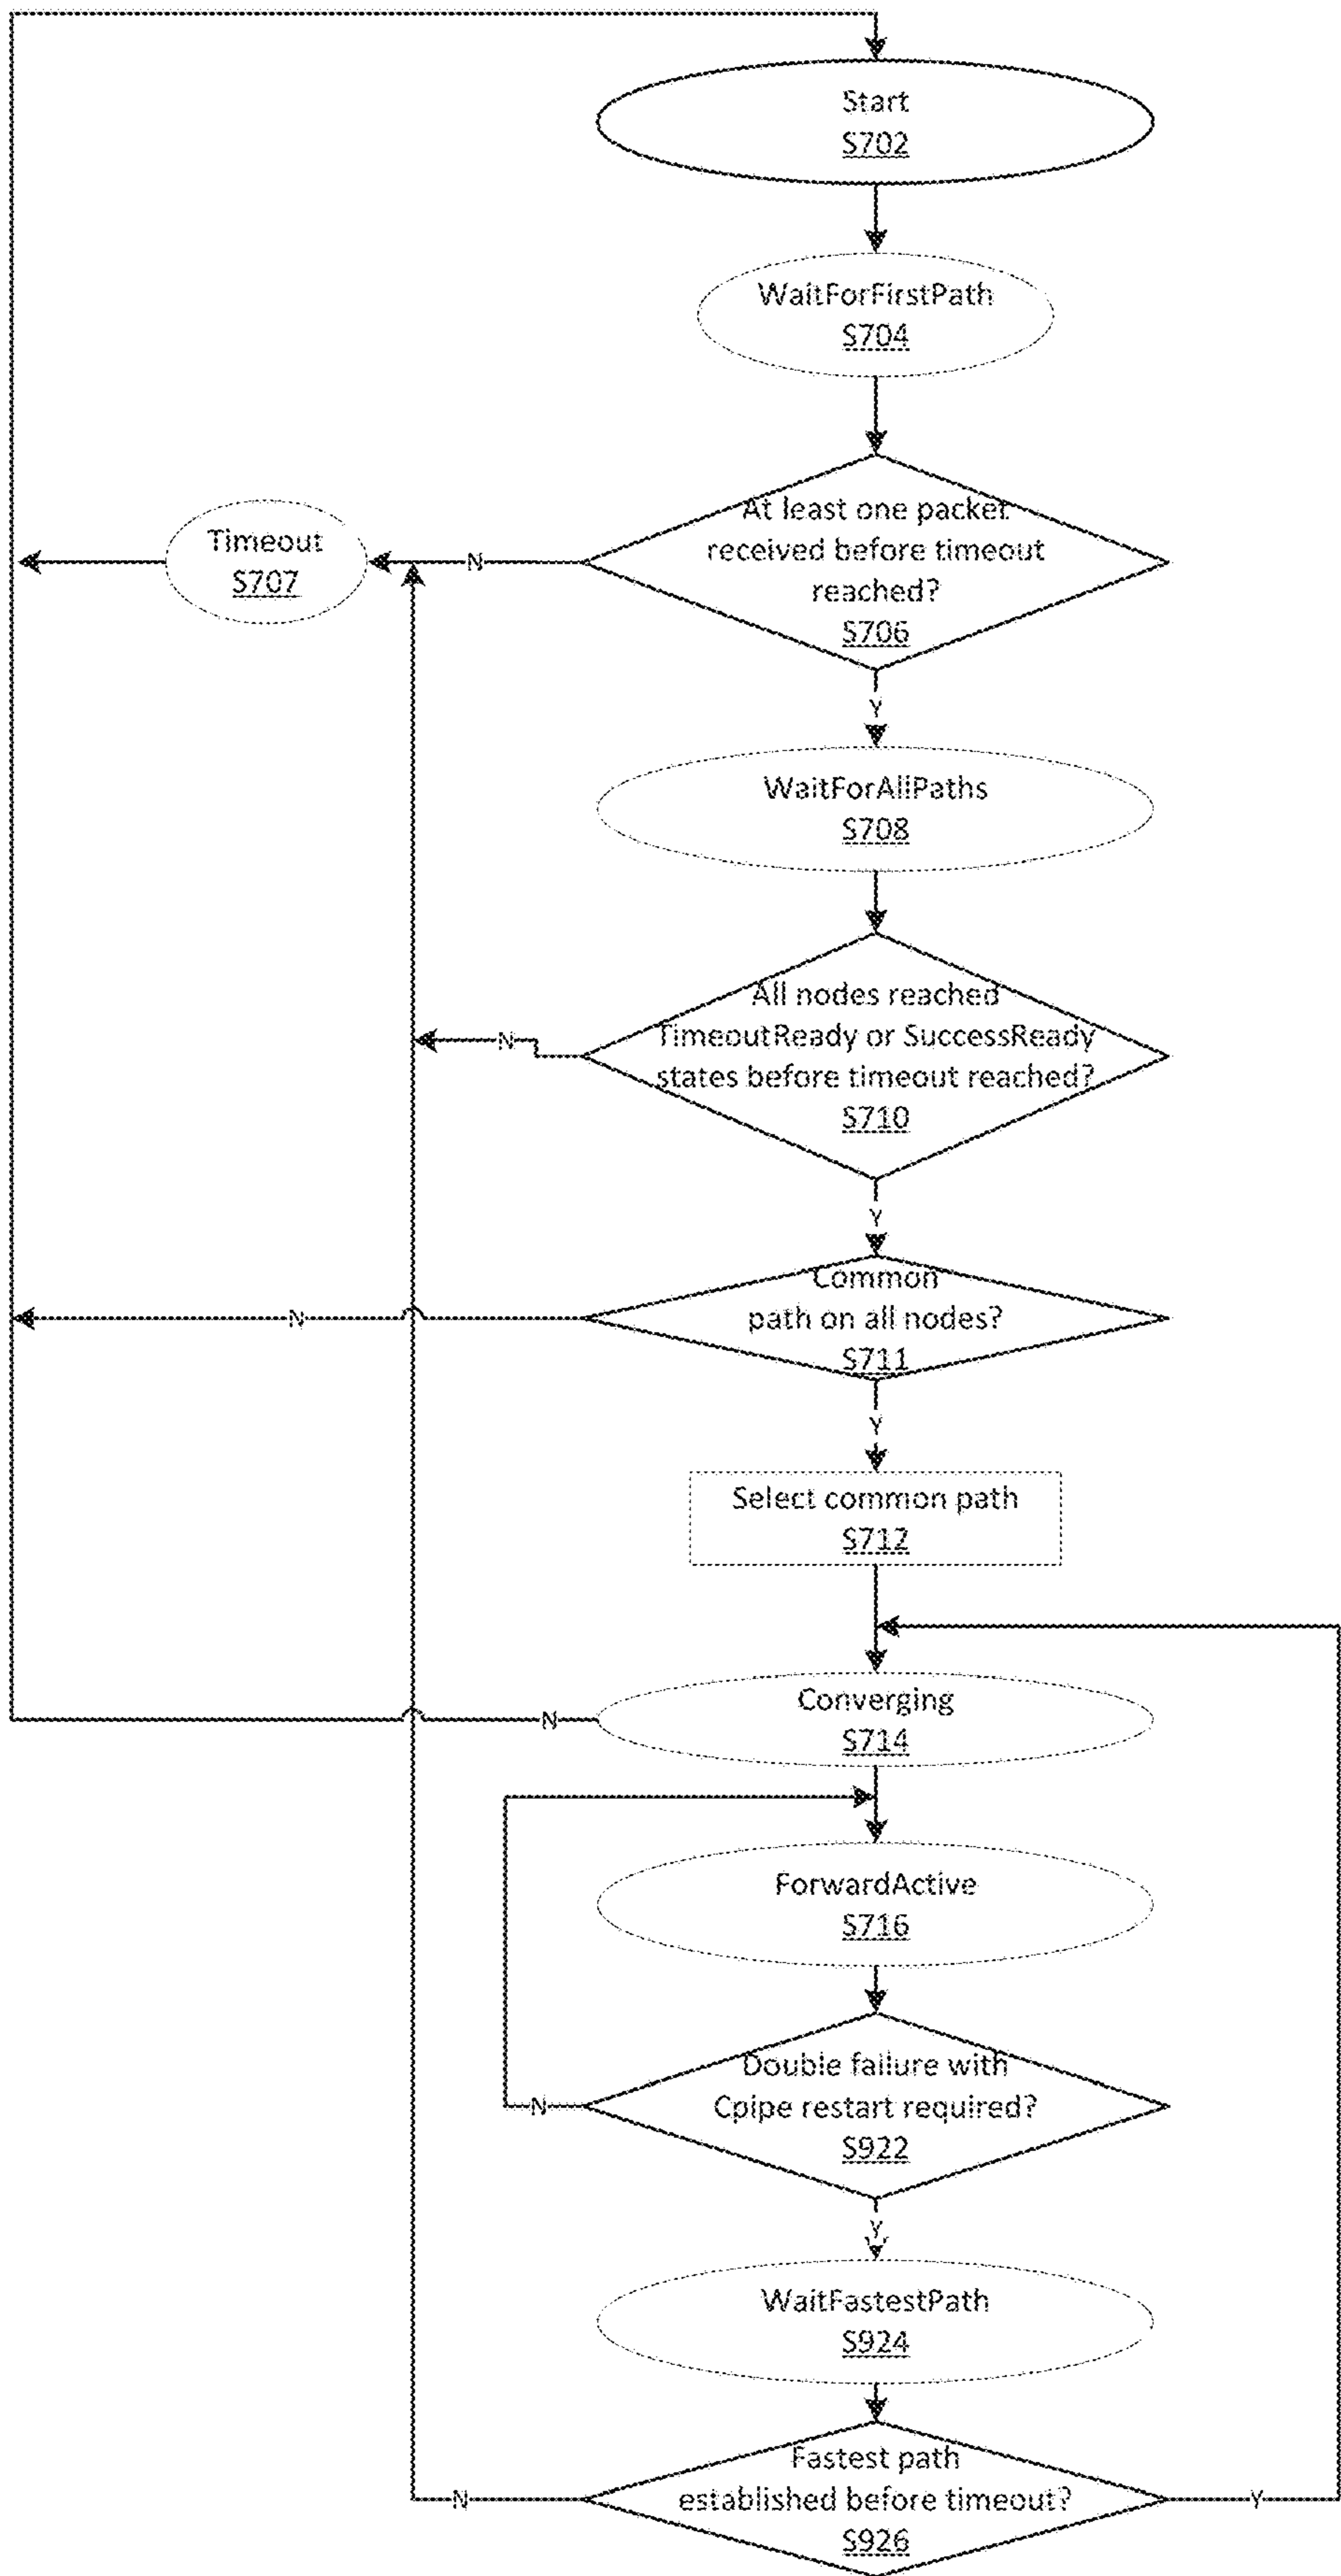 Start
S702
WaitForFirstPath
S704
At least one packet
received before timeout
reached?
S706
N
Timeout
S707
Y
WaitForAllPaths
S708
All nodes reached
TimeoutReady or SuccessReady
states before timeout reached?
S710
N
Y
Common
path on all nodes?
S711
N
Y
Select common path
S712
Converging
S714
N
ForwardActive
S716
Double failure with
Cpipe restart required?
S922
N
Y
WaitFastestPath
S924
Fastest path
established before timeout?
S926
N
Y